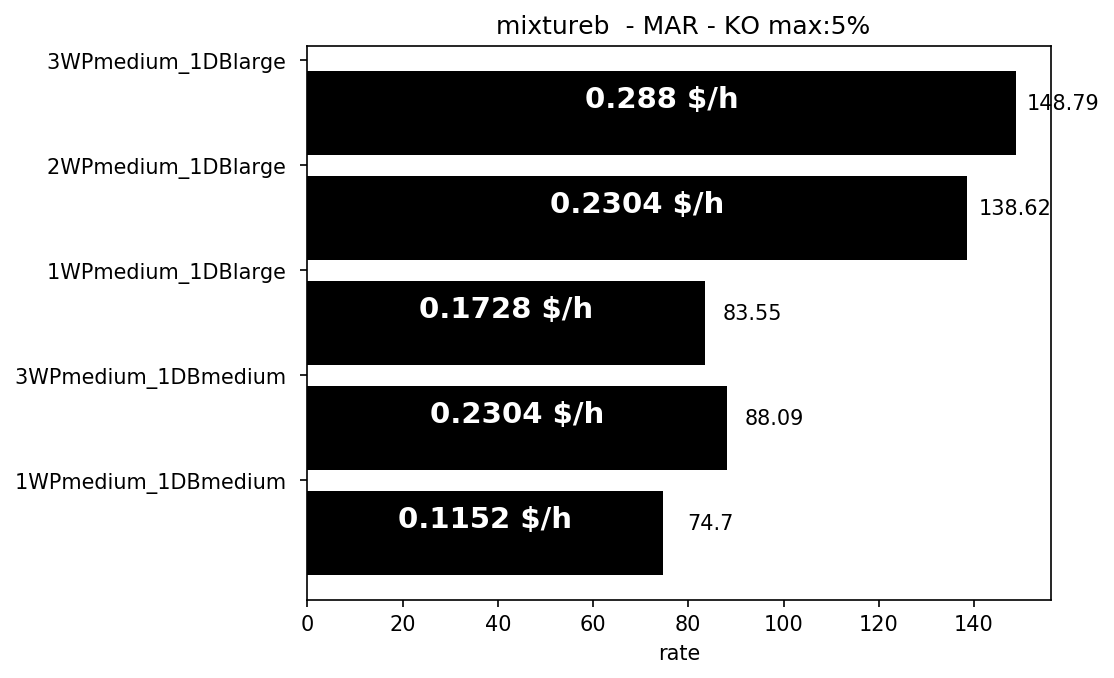 mixtureb  - MAR - KO max:5%
3WPmedium_1DBlarge
0.288 $/h
148.79
2WPmedium_1DBlarge
0.2304 $/h
138.62
1WPmedium_1DBlarge
0.1728 $/h
83.55
3WPmedium_1DBmedium
0.2304 $/h
88.09
1WPmedium_1DBmedium
0.1152 $/h
74.7
0 20 40 60 80 100 120 140
rate